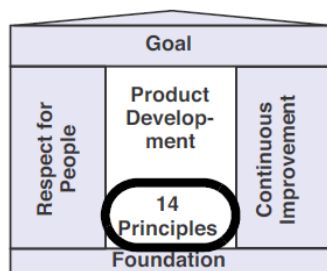 Goal
Respect for
People
Product
Develop-
ment
14
Principles
Continuous
Improvement
Foundation